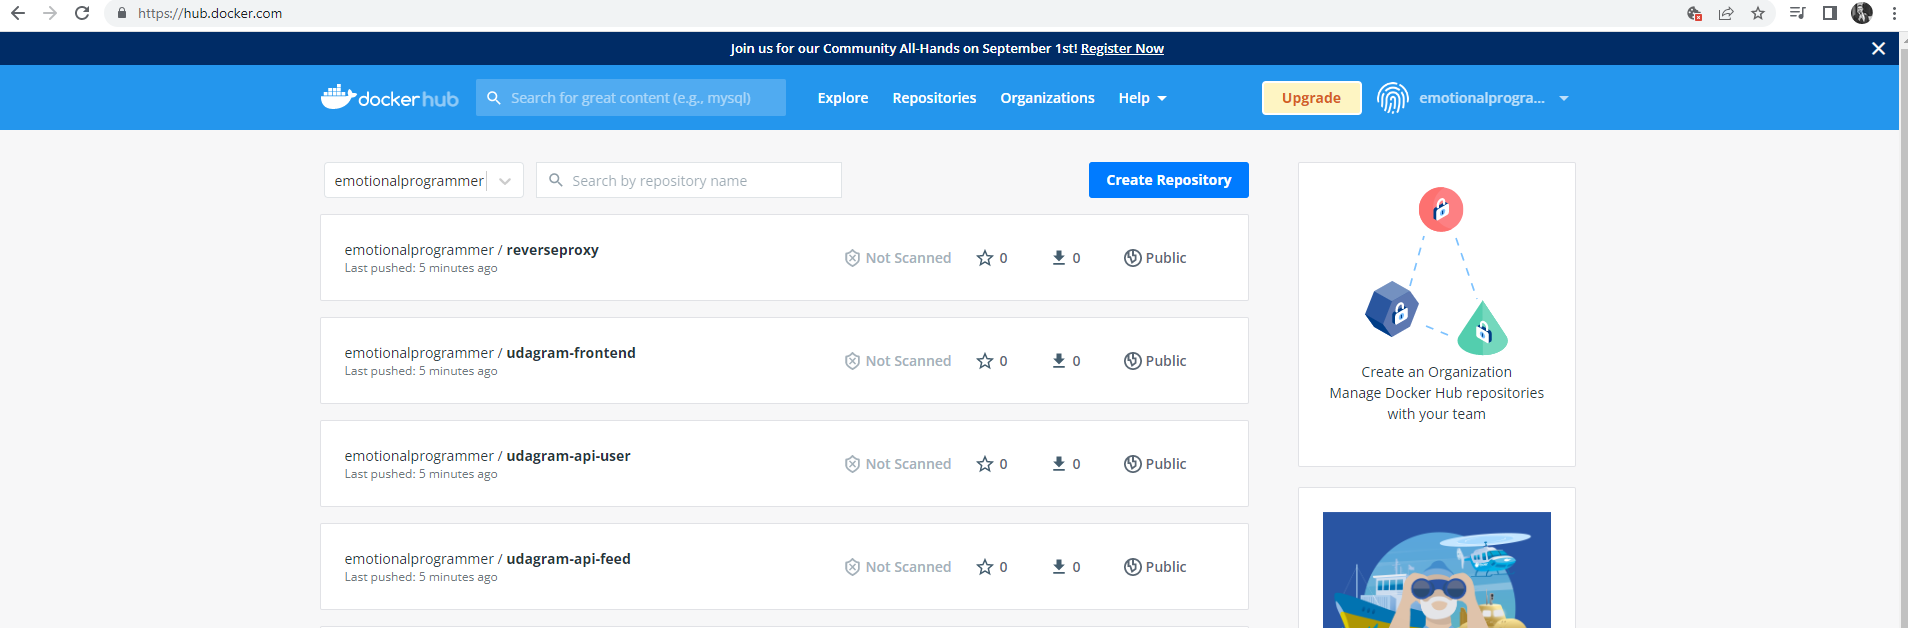 https://hub.docker.com
Join us for our Community All-Hands on September 1st! Register Now
docker hub
Search for great content (e.g., mysql)
Explore
Repositories
Organizations
Help
Upgrade
emotionalprogra...
emotionalprogrammer
Search by repository name
Create Repository
emotionalprogrammer / reverseproxy
Last pushed: 5 minutes ago
Not Scanned
0
0
Public
emotionalprogrammer / udagram-frontend
Last pushed: 5 minutes ago
Not Scanned
0
0
Public
emotionalprogrammer / udagram-api-user
Last pushed: 5 minutes ago
Not Scanned
0
0
Public
emotionalprogrammer / udagram-api-feed
Last pushed: 5 minutes ago
Not Scanned
0
0
Public
Create an Organization
Manage Docker Hub repositories
with your team